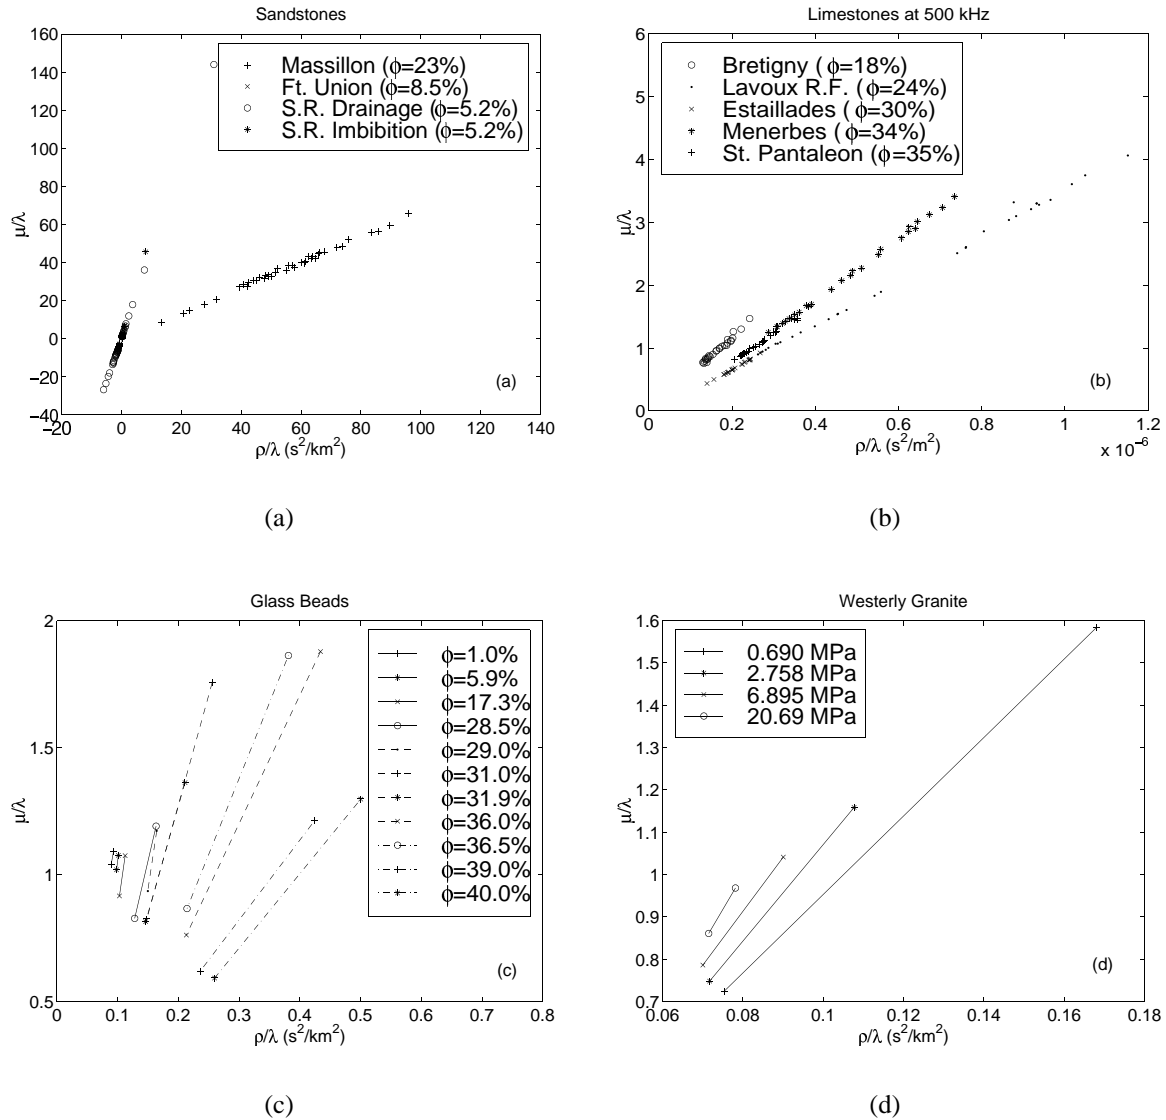 Sandstones
160
140
120
100
80
60
40
20
0
−20
−40
μ/λ
Massillon (ϕ=23%)
Ft. Union (ϕ=8.5%)
S.R. Drainage (ϕ=5.2%)
S.R. Imbibition (ϕ=5.2%)
(a)
−20 0 20 40 60 80 100 120 140
ρ/λ (s²/km²)
(a)
Limestones at 500 kHz
6
5
4
3
2
1
0
μ/λ
Bretigny ( ϕ=18%)
Lavoux R.F. (ϕ=24%)
Estaillades (ϕ=30%)
Menerbes (ϕ=34%)
St. Pantaleon (ϕ=35%)
(b)
0 0.2 0.4 0.6 0.8 1 1.2
ρ/λ (s²/m²)
x 10⁻⁶
(b)
Glass Beads
2
1.5
1
0.5
μ/λ
ϕ=1.0%
ϕ=5.9%
ϕ=17.3%
ϕ=28.5%
ϕ=29.0%
ϕ=31.0%
ϕ=31.9%
ϕ=36.0%
ϕ=36.5%
ϕ=39.0%
ϕ=40.0%
(c)
0 0.1 0.2 0.3 0.4 0.5 0.6 0.7 0.8
ρ/λ (s²/km²)
(c)
Westerly Granite
1.6
1.5
1.4
1.3
1.2
1.1
1
0.9
0.8
0.7
μ/λ
0.690 MPa
2.758 MPa
6.895 MPa
20.69 MPa
(d)
0.06 0.08 0.1 0.12 0.14 0.16 0.18
ρ/λ (s²/km²)
(d)